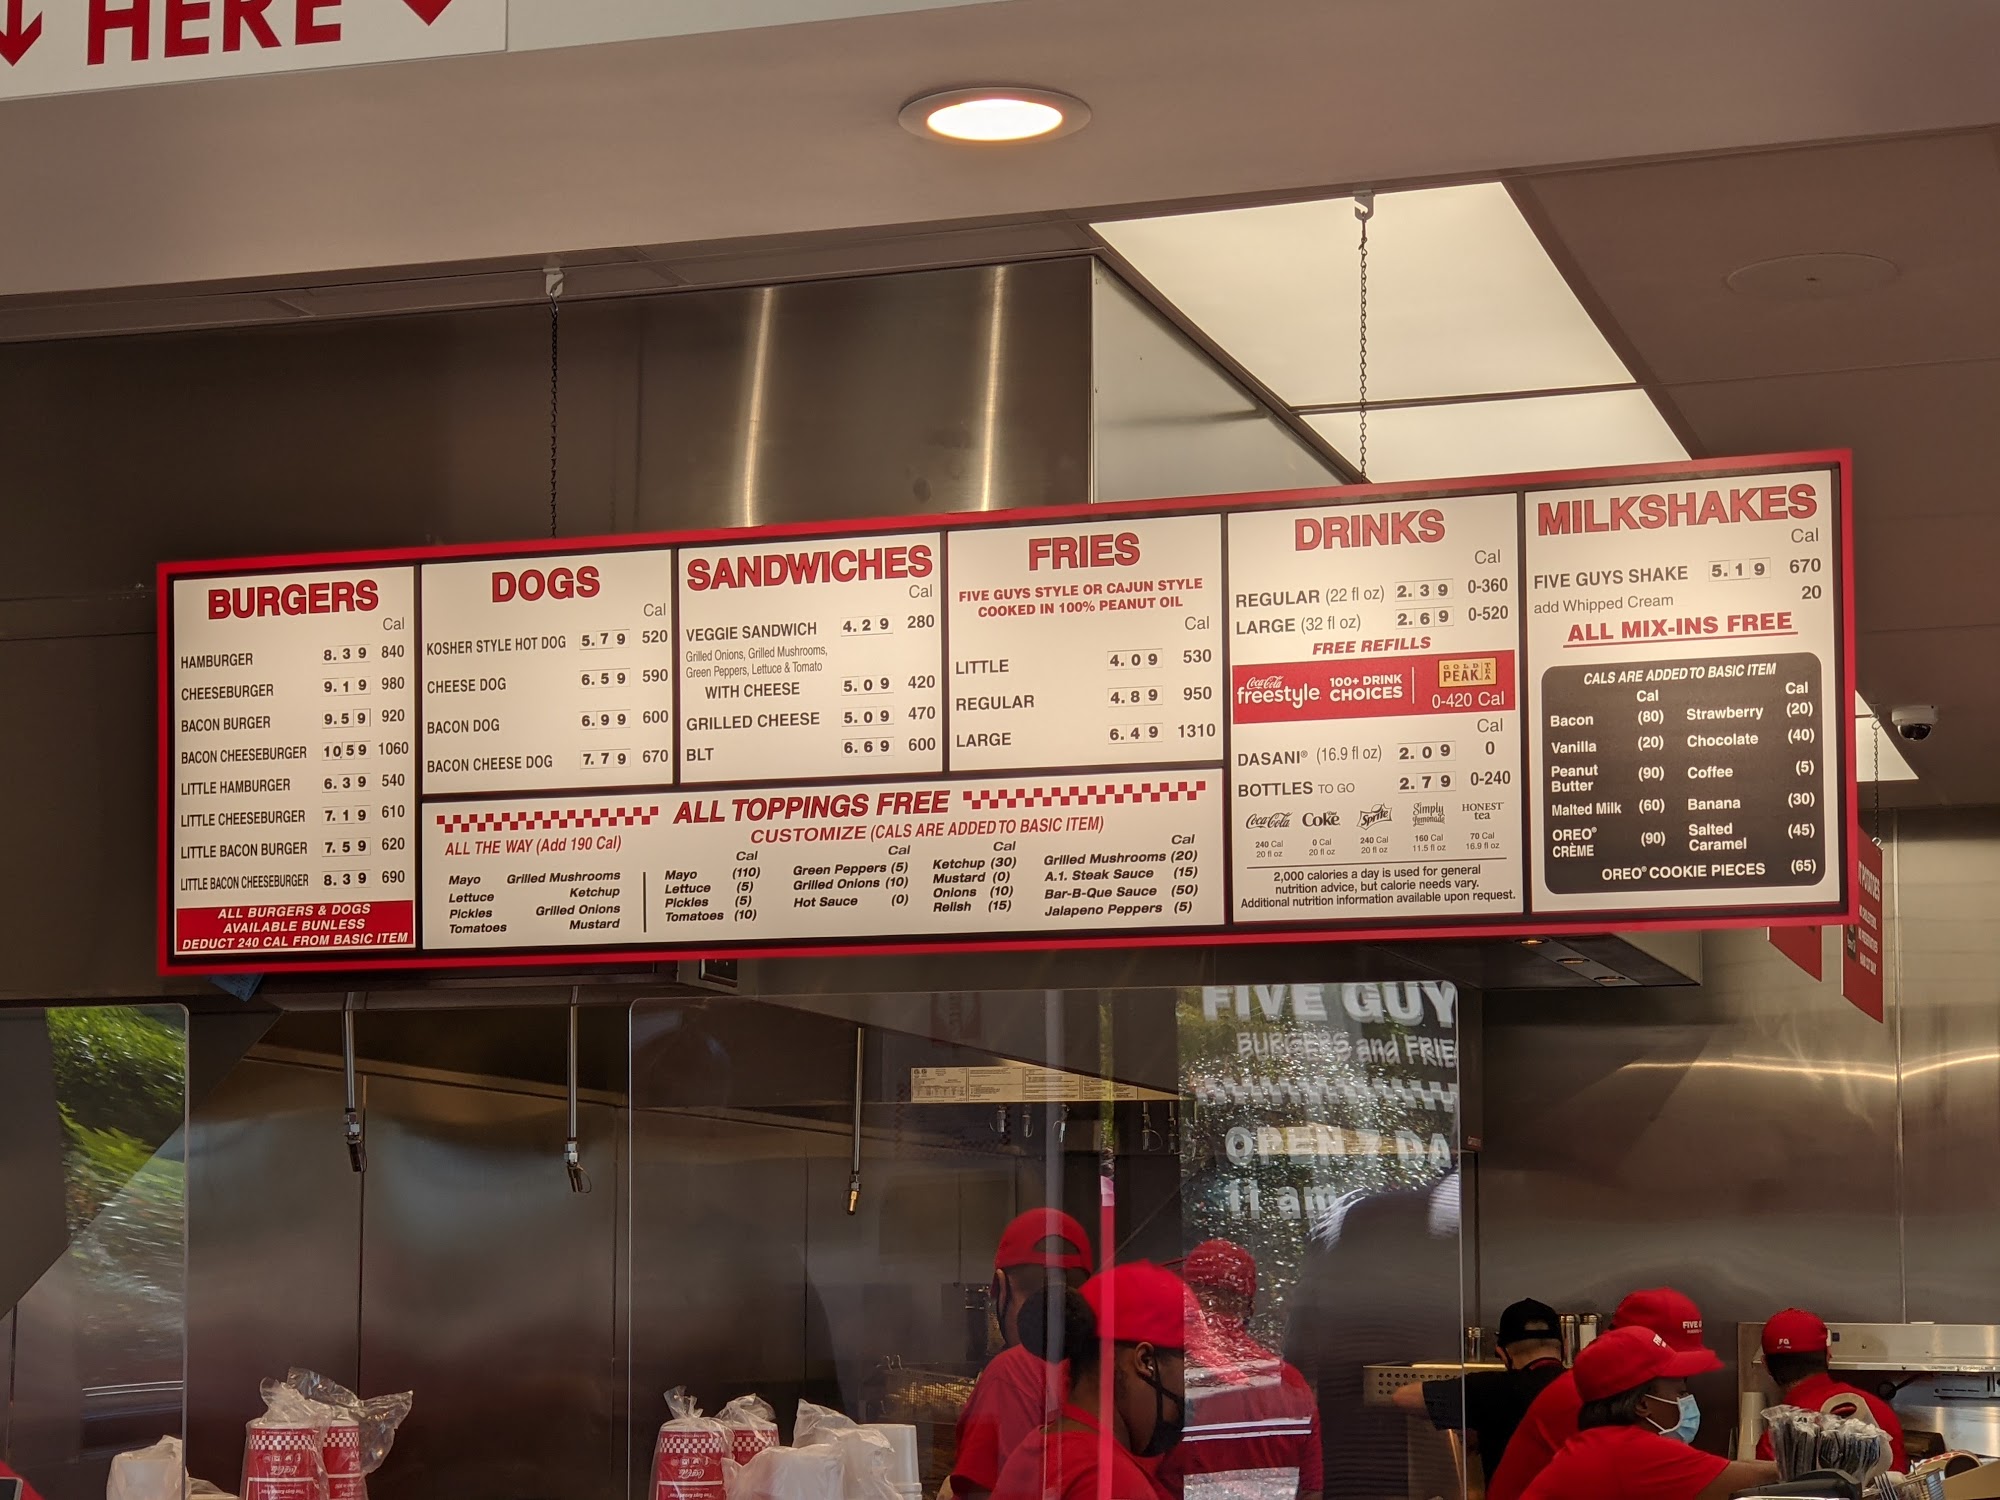 HERE
BURGERS
Cal
HAMBURGER 8.39 840
CHEESEBURGER 9.19 980
BACON BURGER 9.59 920
BACON CHEESEBURGER 10.59 1060
LITTLE HAMBURGER 6.39 540
LITTLE CHEESEBURGER 7.19 610
LITTLE BACON BURGER 7.59 620
LITTLE BACON CHEESEBURGER 8.39 690
ALL BURGERS & DOGS
AVAILABLE BUNLESS
DEDUCT 240 CAL FROM BASIC ITEM
DOGS
Cal
KOSHER STYLE HOT DOG 5.79 520
CHEESE DOG 6.59 590
BACON DOG 6.99 600
BACON CHEESE DOG 7.79 670
SANDWICHES
Cal
VEGGIE SANDWICH 4.29 280
Grilled Onions, Grilled Mushrooms,
Green Peppers, Lettuce & Tomato
WITH CHEESE 5.09 420
GRILLED CHEESE 5.09 470
BLT 6.69 600
FRIES
FIVE GUYS STYLE OR CAJUN STYLE
COOKED IN 100% PEANUT OIL
Cal
LITTLE 4.09 530
REGULAR 4.89 950
LARGE 6.49 1310
ALL TOPPINGS FREE
CUSTOMIZE (CALS ARE ADDED TO BASIC ITEM)
ALL THE WAY (Add 190 Cal)
Mayo Grilled Mushrooms
Lettuce Ketchup
Pickles Grilled Onions
Tomatoes Mustard
Cal
Mayo (110)
Lettuce (5)
Pickles (5)
Tomatoes (10)
Cal
Green Peppers (5)
Grilled Onions (10)
Hot Sauce (0)
Cal
Ketchup (30)
Mustard (0)
Onions (10)
Relish (15)
Cal
Grilled Mushrooms (20)
A.1. Steak Sauce (15)
Bar-B-Que Sauce (50)
Jalapeno Peppers (5)
DRINKS
Cal
REGULAR (22 fl oz) 2.39 0-360
LARGE (32 fl oz) 2.69 0-520
FREE REFILLS
Coca-Cola freestyle 100+ DRINK CHOICES
GOLD PEAK TEA
0-420 Cal
Cal
DASANI® (16.9 fl oz) 2.09 0
BOTTLES TO GO 2.79 0-240
Coca-Cola Coke Sprite Simply Lemonade HONEST tea
240 Cal 0 Cal 240 Cal 160 Cal 70 Cal
20 fl oz 20 fl oz 20 fl oz 11.5 fl oz 16.9 fl oz
2,000 calories a day is used for general
nutrition advice, but calorie needs vary.
Additional nutrition information available upon request.
MILKSHAKES
Cal
FIVE GUYS SHAKE 5.19 670
add Whipped Cream 20
ALL MIX-INS FREE
CALS ARE ADDED TO BASIC ITEM
Cal Cal
Bacon (80) Strawberry (20)
Vanilla (20) Chocolate (40)
Peanut Butter (90) Coffee (5)
Malted Milk (60) Banana (30)
OREO® CRÈME (90) Salted Caramel (45)
OREO® COOKIE PIECES (65)
FIVE GUY
BURGERS and FRIE
OPEN 7 DA
11 am
FIVE G
FG